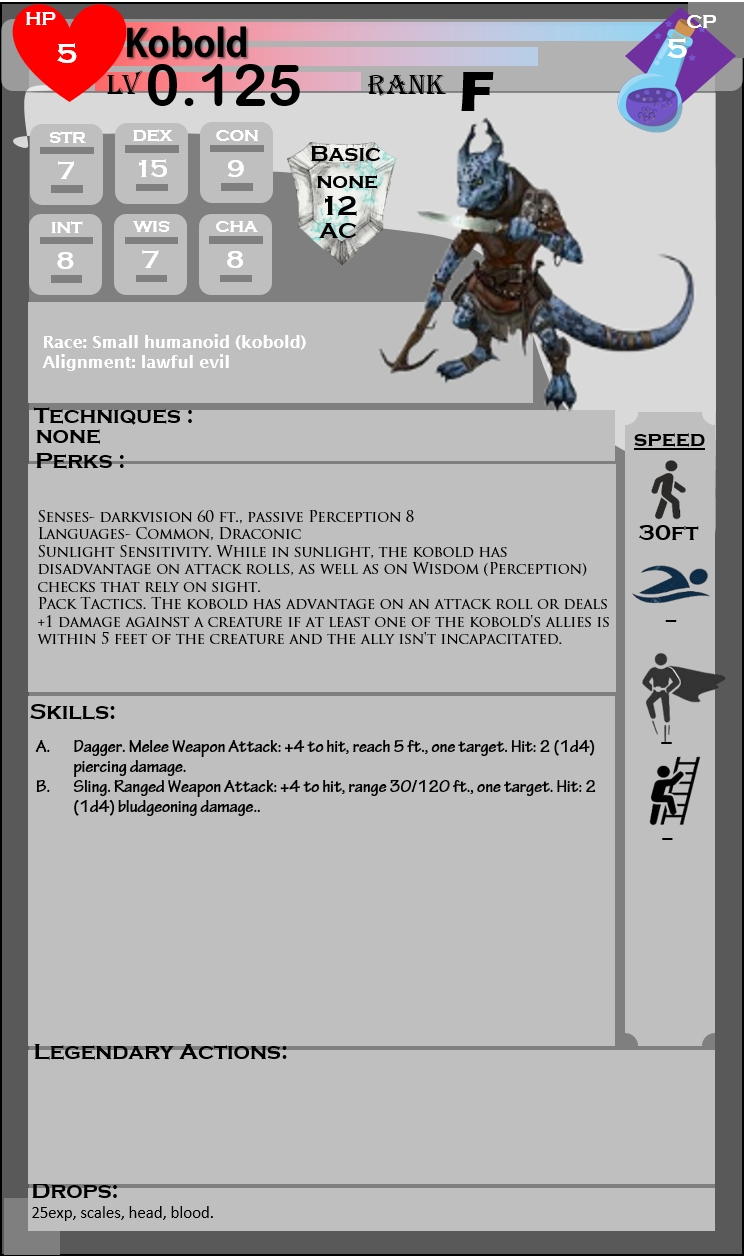 HP
5
Kobold
CP
5
LV 0.125 RANK F
STR
7
DEX
15
CON
9
INT
8
WIS
7
CHA
8
Basic
none
12
AC
Race: Small humanoid (kobold)
Alignment: lawful evil
Techniques :
none
Perks :
Senses- darkvision 60 ft., passive Perception 8
Languages- Common, Draconic
Sunlight Sensitivity. While in sunlight, the kobold has
disadvantage on attack rolls, as well as on Wisdom (Perception)
checks that rely on sight.
Pack Tactics. The kobold has advantage on an attack roll or deals
+1 damage against a creature if at least one of the kobold's allies is
within 5 feet of the creature and the ally isn't incapacitated.
speed
30ft
–
–
–
Skills:
A. Dagger. Melee Weapon Attack: +4 to hit, reach 5 ft., one target. Hit: 2 (1d4)
piercing damage.
B. Sling. Ranged Weapon Attack: +4 to hit, range 30/120 ft., one target. Hit: 2
(1d4) bludgeoning damage..
Legendary Actions:
Drops:
25exp, scales, head, blood.